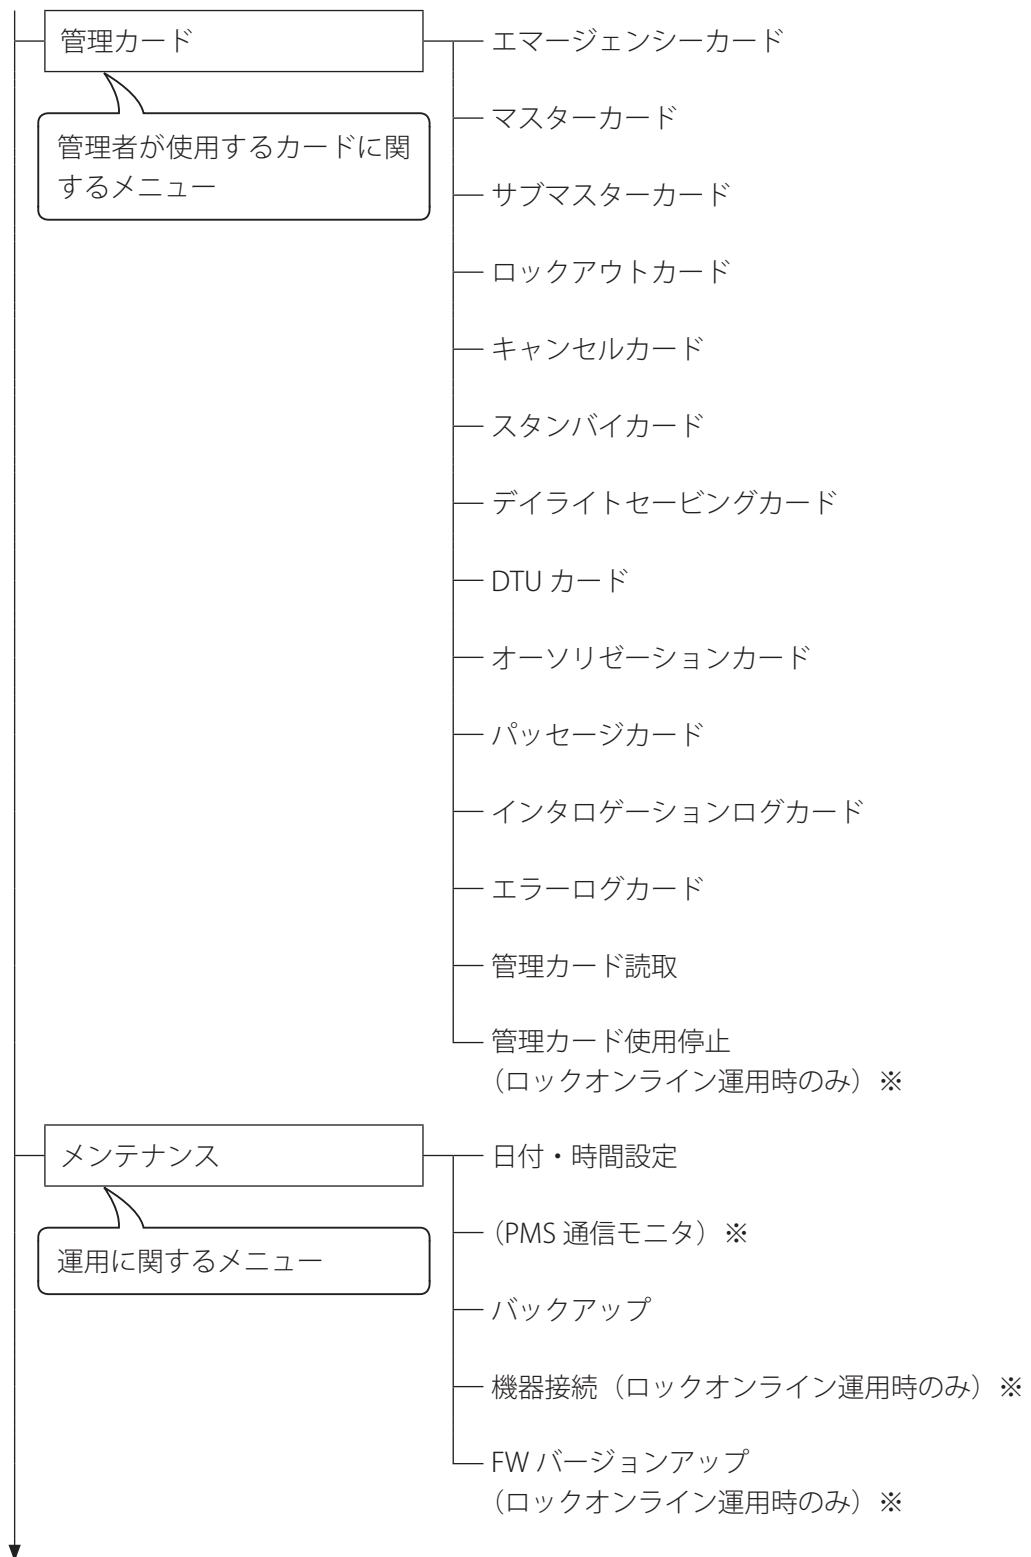 管理カード
管理者が使用するカードに関
するメニュー
エマージェンシーカード
マスターカード
サブマスターカード
ロックアウトカード
キャンセルカード
スタンバイカード
デイライトセービングカード
DTU カード
オーソリゼーションカード
パッセージカード
インタロゲーションログカード
エラーログカード
管理カード読取
管理カード使用停止
（ロックオンライン運用時のみ）※
メンテナンス
運用に関するメニュー
日付・時間設定
（PMS 通信モニタ）※
バックアップ
機器接続（ロックオンライン運用時のみ）※
FW バージョンアップ
（ロックオンライン運用時のみ）※